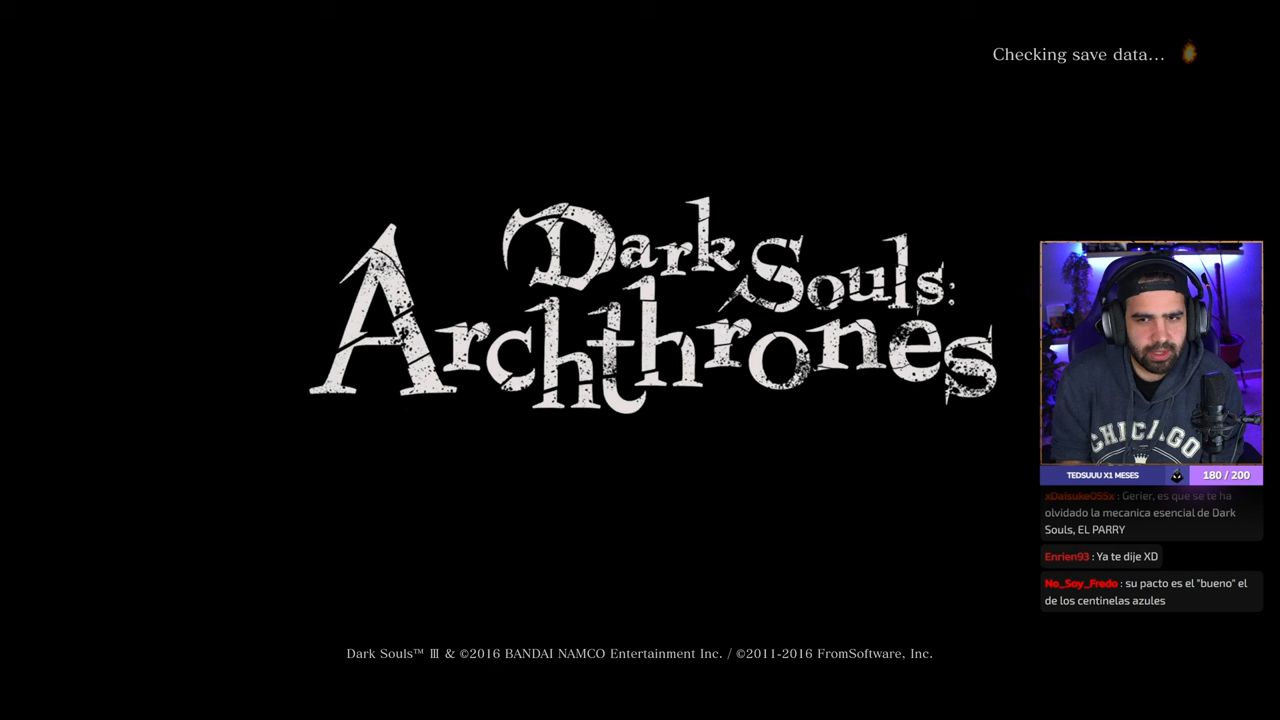 Checking save data...
Dark Souls:
Archthrones
CHICAGO
TEDSUUU X1 MESES
180 / 200
xDaisuke055x : Gerier, es que se te ha
olvidado la mecanica esencial de Dark
Souls, EL PARRY
Enrien93 : Ya te dije XD
No_Soy_Fredo : su pacto es el "bueno" el
de los centinelas azules
Dark Souls™ III & ©2016 BANDAI NAMCO Entertainment Inc. / ©2011-2016 FromSoftware, Inc.